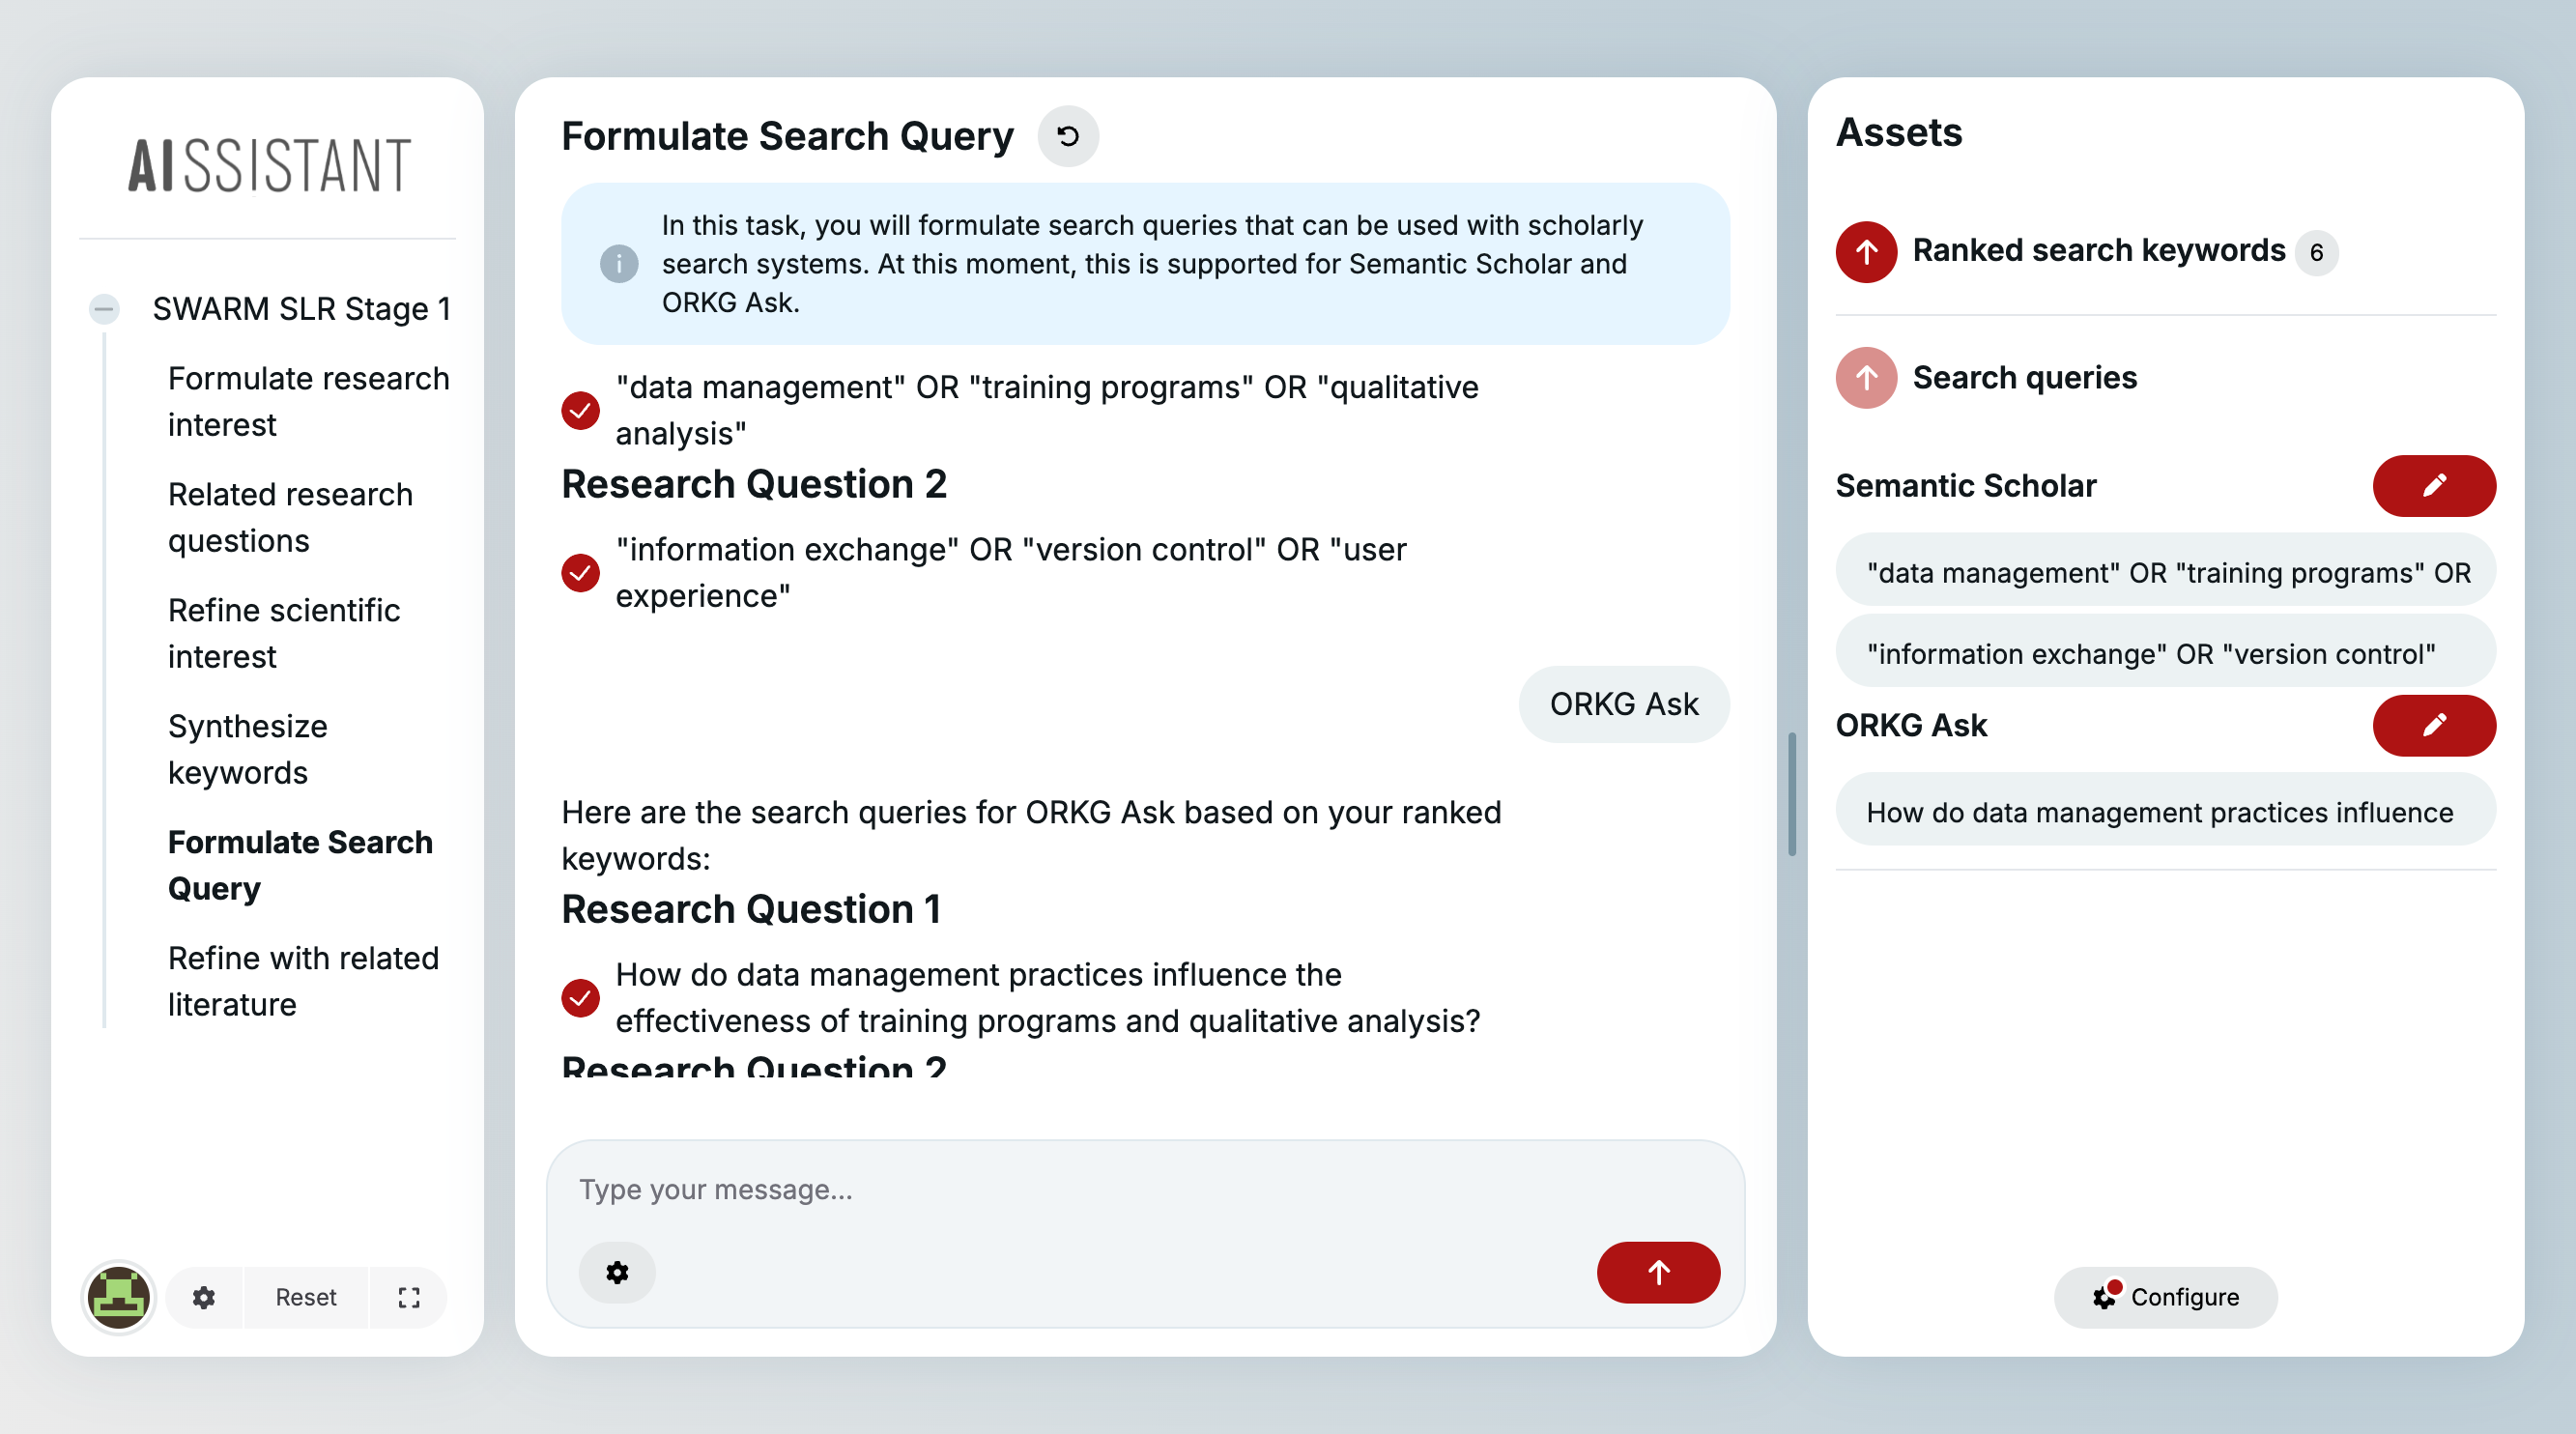 AISSISTANT
SWARM SLR Stage 1
Formulate research
interest
Related research
questions
Refine scientific
interest
Synthesize
keywords
Formulate Search
Query
Refine with related
literature
Reset
Formulate Search Query
In this task, you will formulate search queries that can be used with scholarly
search systems. At this moment, this is supported for Semantic Scholar and
ORKG Ask.
"data management" OR "training programs" OR "qualitative
analysis"
Research Question 2
"information exchange" OR "version control" OR "user
experience"
ORKG Ask
Here are the search queries for ORKG Ask based on your ranked
keywords:
Research Question 1
How do data management practices influence the
effectiveness of training programs and qualitative analysis?
Research Question 2
Type your message...
Assets
Ranked search keywords 6
Search queries
Semantic Scholar
"data management" OR "training programs" OR
"information exchange" OR "version control"
ORKG Ask
How do data management practices influence
Configure